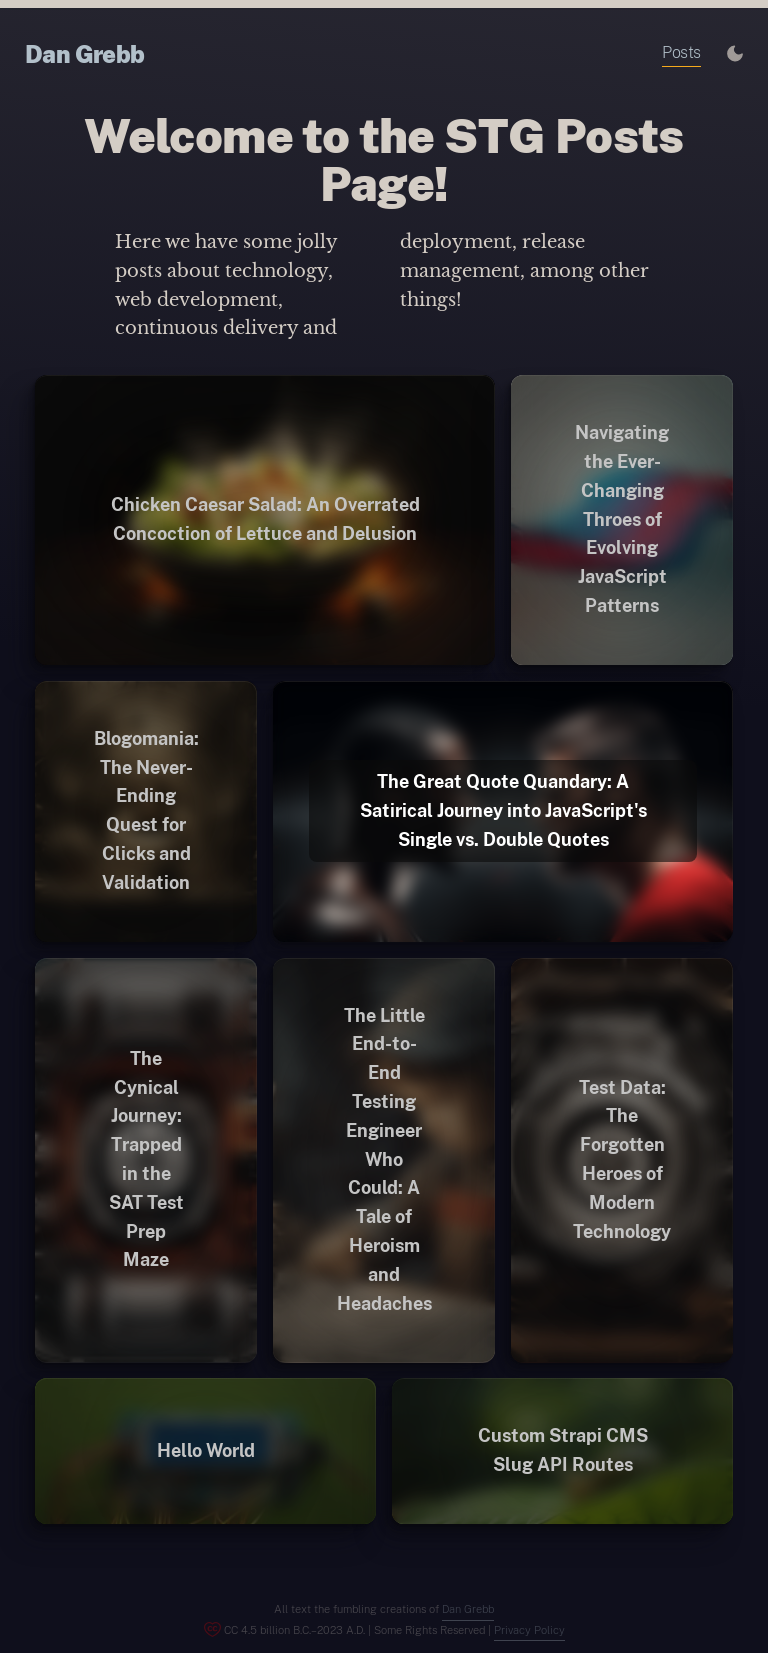 Dan Grebb
Posts
Welcome to the STG Posts
Page!
Here we have some jolly
posts about technology,
web development,
continuous delivery and
deployment, release
management, among other
things!
Chicken Caesar Salad: An Overrated
Concoction of Lettuce and Delusion
Navigating
the Ever-
Changing
Throes of
Evolving
JavaScript
Patterns
Blogomania:
The Never-
Ending
Quest for
Clicks and
Validation
The Great Quote Quandary: A
Satirical Journey into JavaScript's
Single vs. Double Quotes
The
Cynical
Journey:
Trapped
in the
SAT Test
Prep
Maze
The Little
End-to-
End
Testing
Engineer
Who
Could: A
Tale of
Heroism
and
Headaches
Test Data:
The
Forgotten
Heroes of
Modern
Technology
Hello World
Custom Strapi CMS
Slug API Routes
All text the fumbling creations of Dan Grebb
CC 4.5 billion B.C.–2023 A.D. | Some Rights Reserved | Privacy Policy